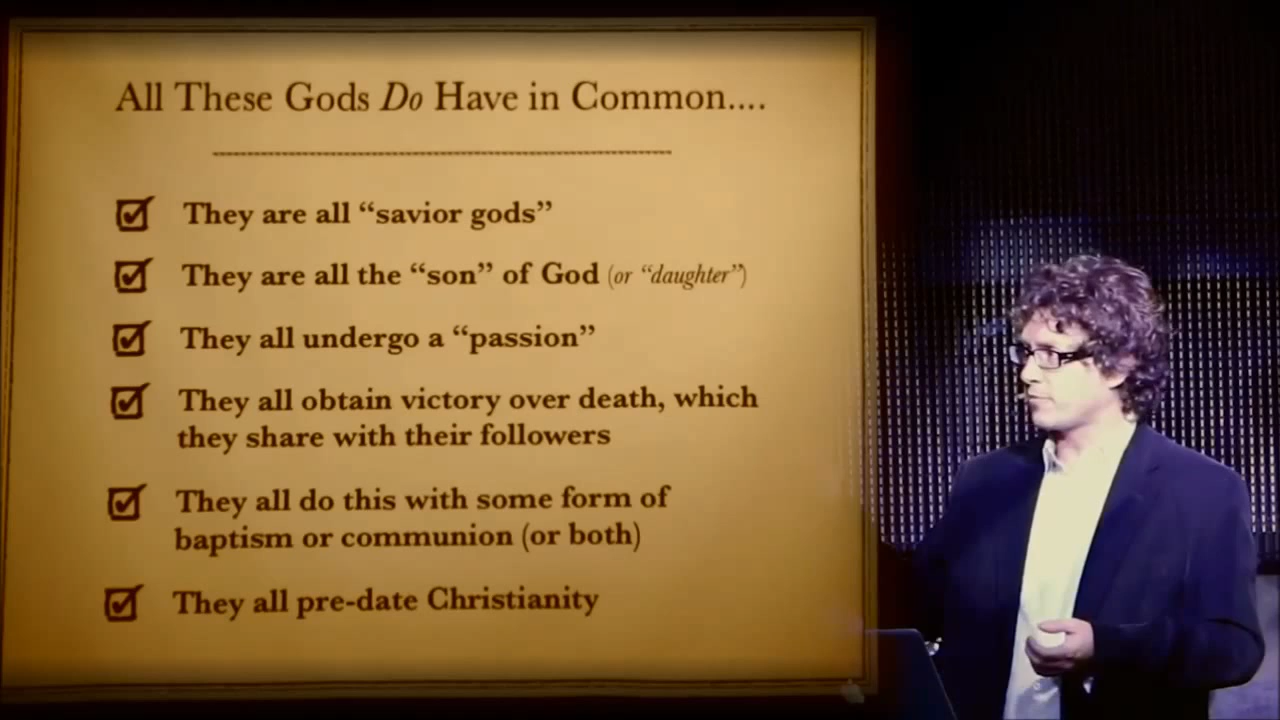 All These Gods Do Have in Common....
They are all “savior gods”
They are all the “son” of God (or “daughter”)
They all undergo a “passion”
They all obtain victory over death, which
they share with their followers
They all do this with some form of
baptism or communion (or both)
They all pre-date Christianity